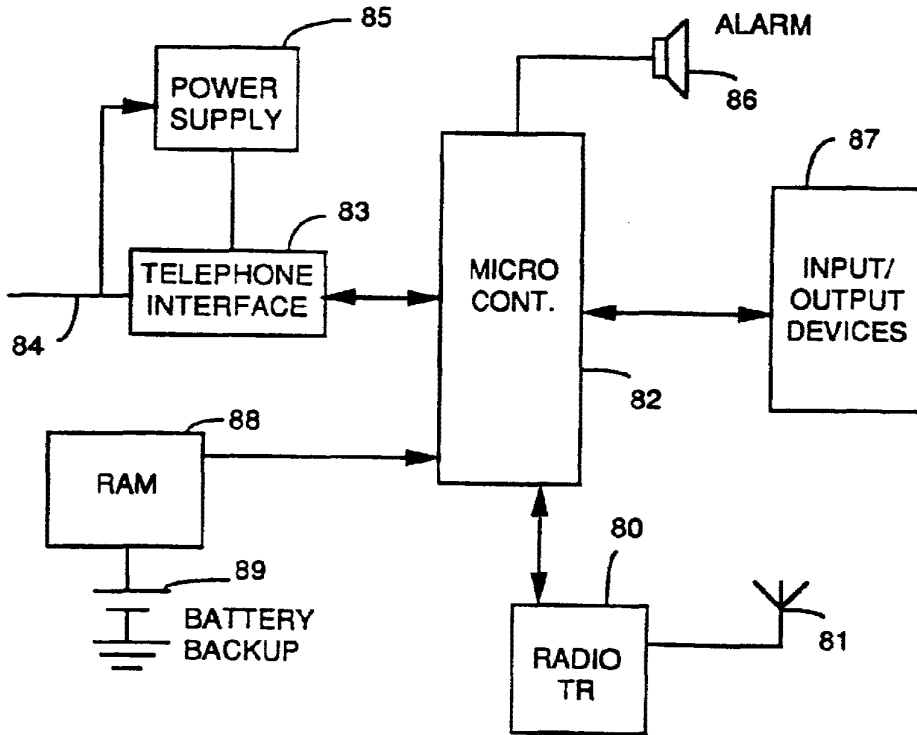 85
POWER
SUPPLY
ALARM
86
87
83
TELEPHONE
INTERFACE
84
MICRO
CONT.
82
INPUT/
OUTPUT
DEVICES
88
RAM
89
BATTERY
BACKUP
80
RADIO
TR
81